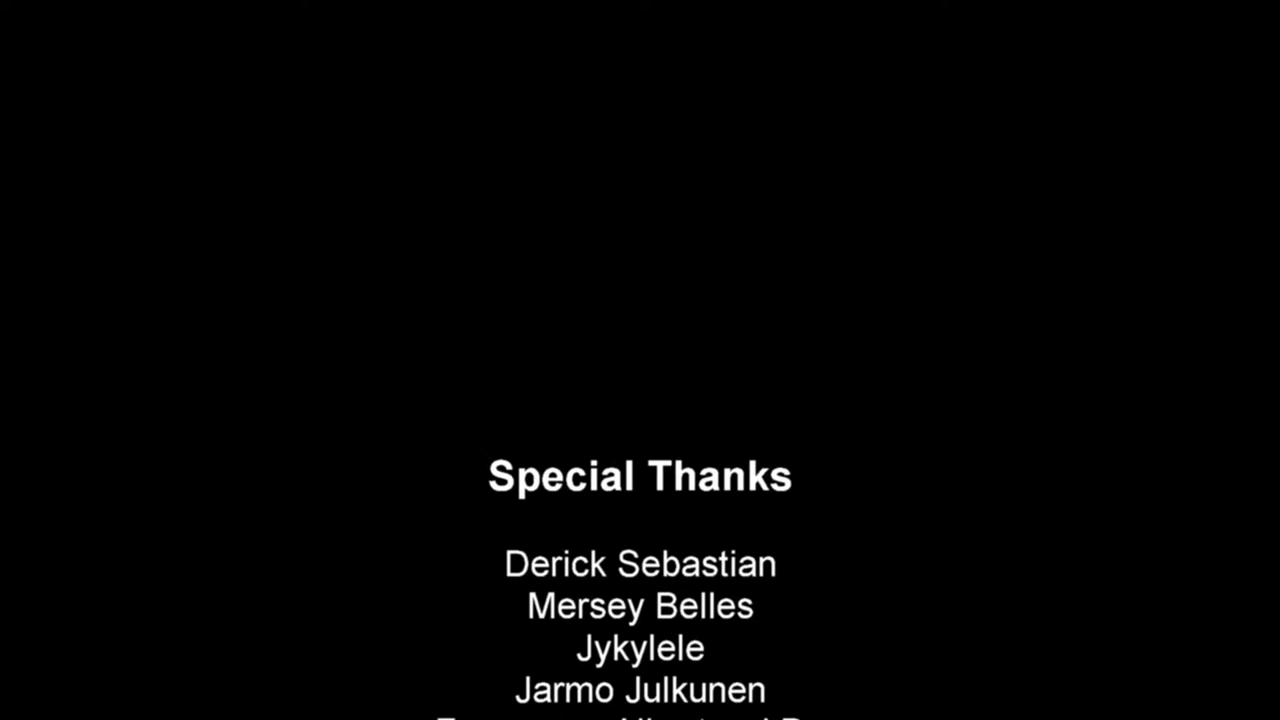 Special Thanks
Derick Sebastian
Mersey Belles
Jykylele
Jarmo Julkunen